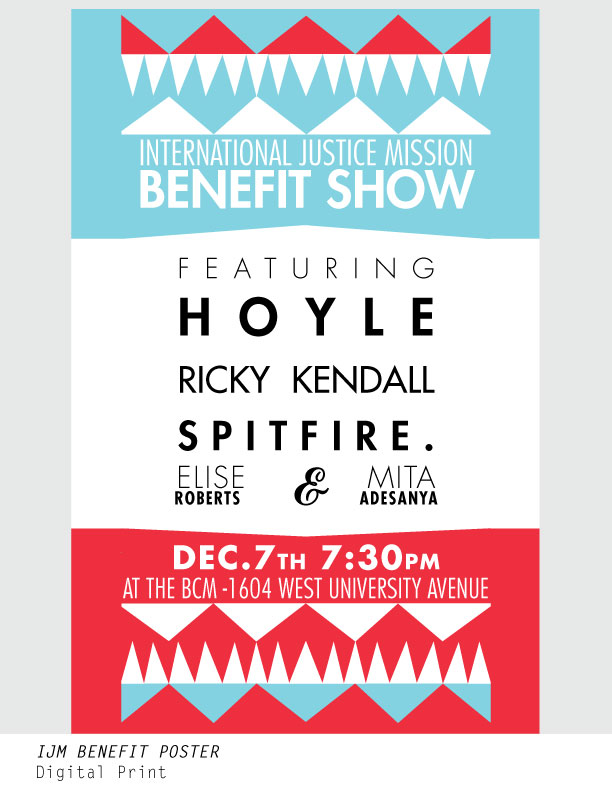 INTERNATIONAL JUSTICE MISSION
BENEFIT SHOW
FEATURING
HOYLE
RICKY KENDALL
SPITFIRE.
ELISE ROBERTS & MITA ADESANYA
DEC.7TH 7:30PM
AT THE BCM -1604 WEST UNIVERSITY AVENUE
IJM BENEFIT POSTER
Digital Print